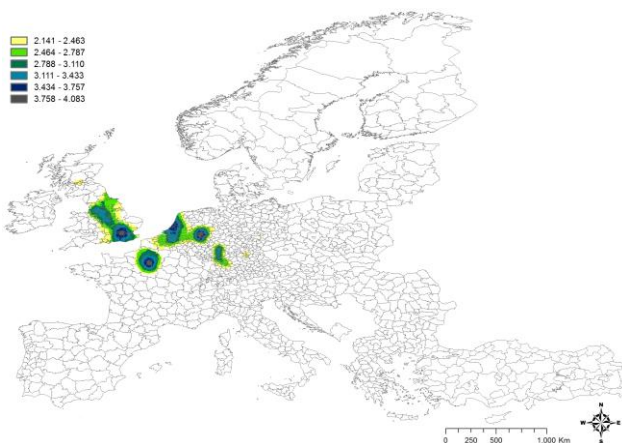 2.141 - 2.463
2.464 - 2.787
2.788 - 3.110
3.111 - 3.433
3.434 - 3.757
3.758 - 4.083
N
W E
S
0 250 500 1.000 Km